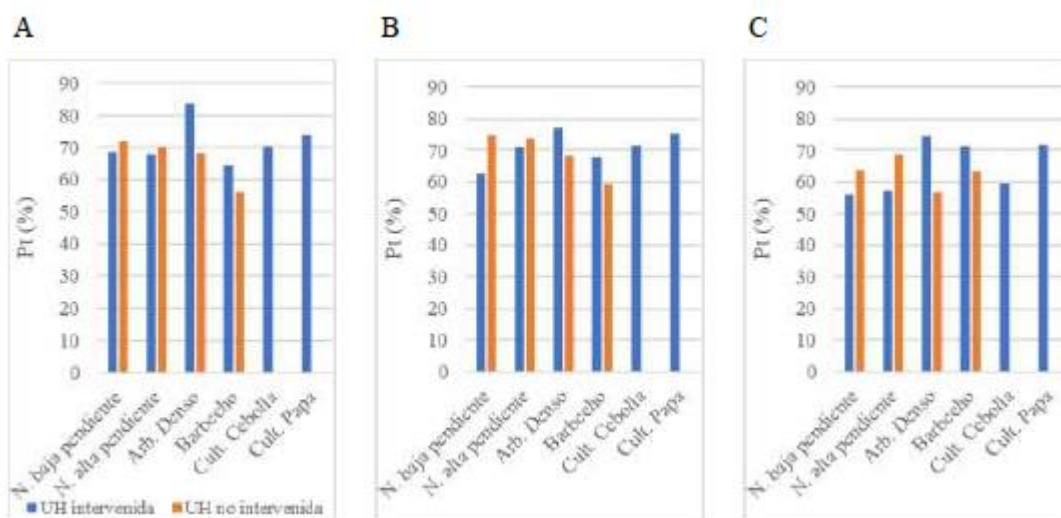 A
Pt (%)
90
80
70
60
50
40
30
20
10
0
N. baja pendiente
N. alta pendiente
Arb. Denso
Barbecho
Cult. Cebolla
Cult. Papa
UH intervenida
UH no intervenida
B
Pt (%)
90
80
70
60
50
40
30
20
10
0
N. baja pendiente
N. alta pendiente
Arb. Denso
Barbecho
Cult. Cebolla
Cult. Papa
C
Pt (%)
90
80
70
60
50
40
30
20
10
0
N. baja pendiente
N. alta pendiente
Arb. Denso
Barbecho
Cult. Cebolla
Cult. Papa